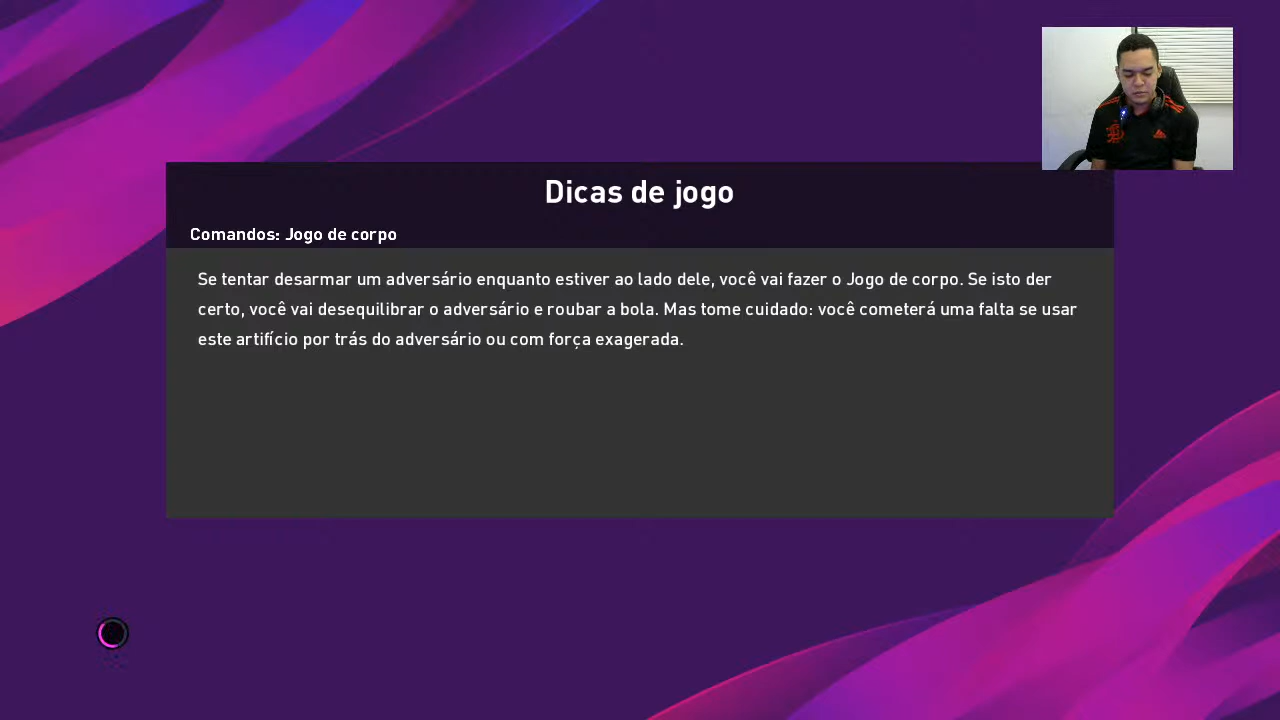 Dicas de jogo
Comandos: Jogo de corpo
Se tentar desarmar um adversário enquanto estiver ao lado dele, você vai fazer o Jogo de corpo. Se isto der
certo, você vai desequilibrar o adversário e roubar a bola. Mas tome cuidado: você cometerá uma falta se usar
este artifício por trás do adversário ou com força exagerada.